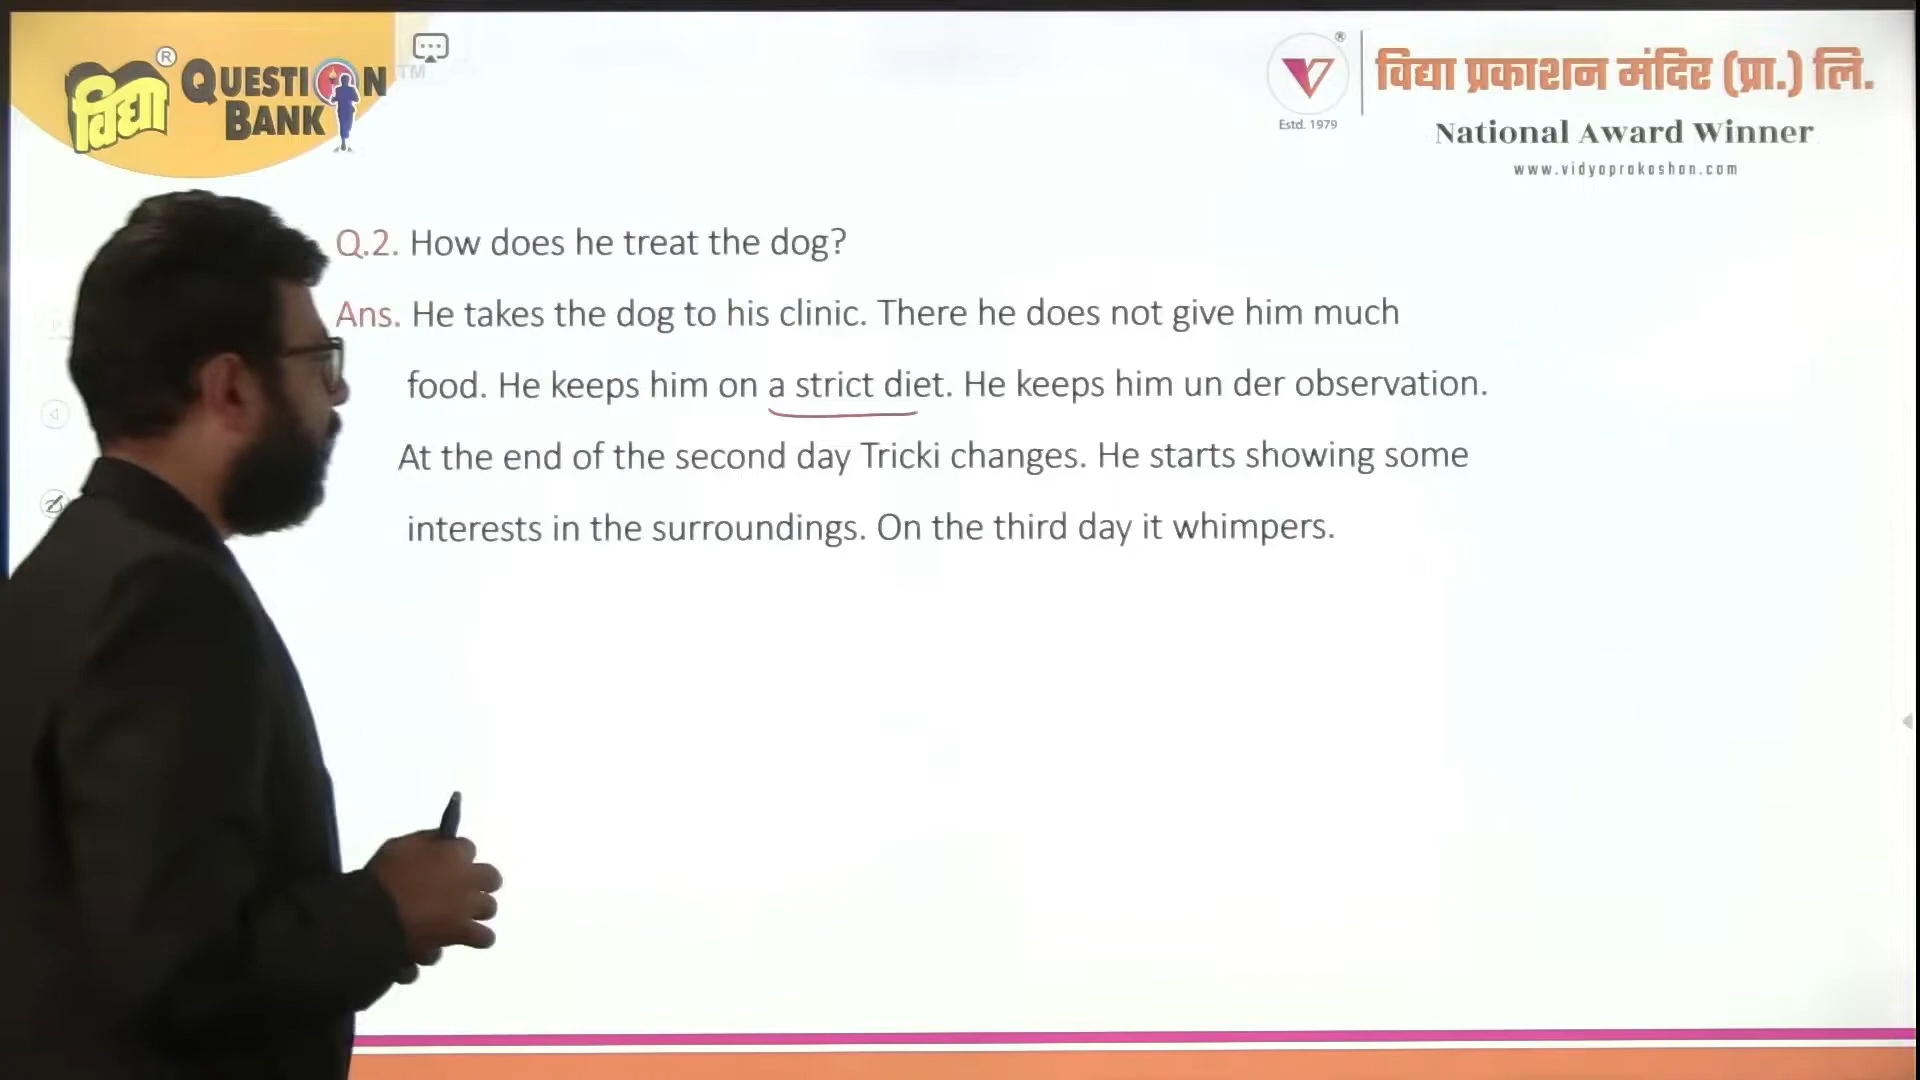 विद्या
®
QUESTION
BANK
TM
®
Estd. 1979
विद्या प्रकाशन मंदिर (प्रा.) लि.
National Award Winner
www.vidyaprakashan.com
Q.2. How does he treat the dog?
Ans. He takes the dog to his clinic. There he does not give him much
food. He keeps him on a strict diet. He keeps him un der observation.
At the end of the second day Tricki changes. He starts showing some
interests in the surroundings. On the third day it whimpers.